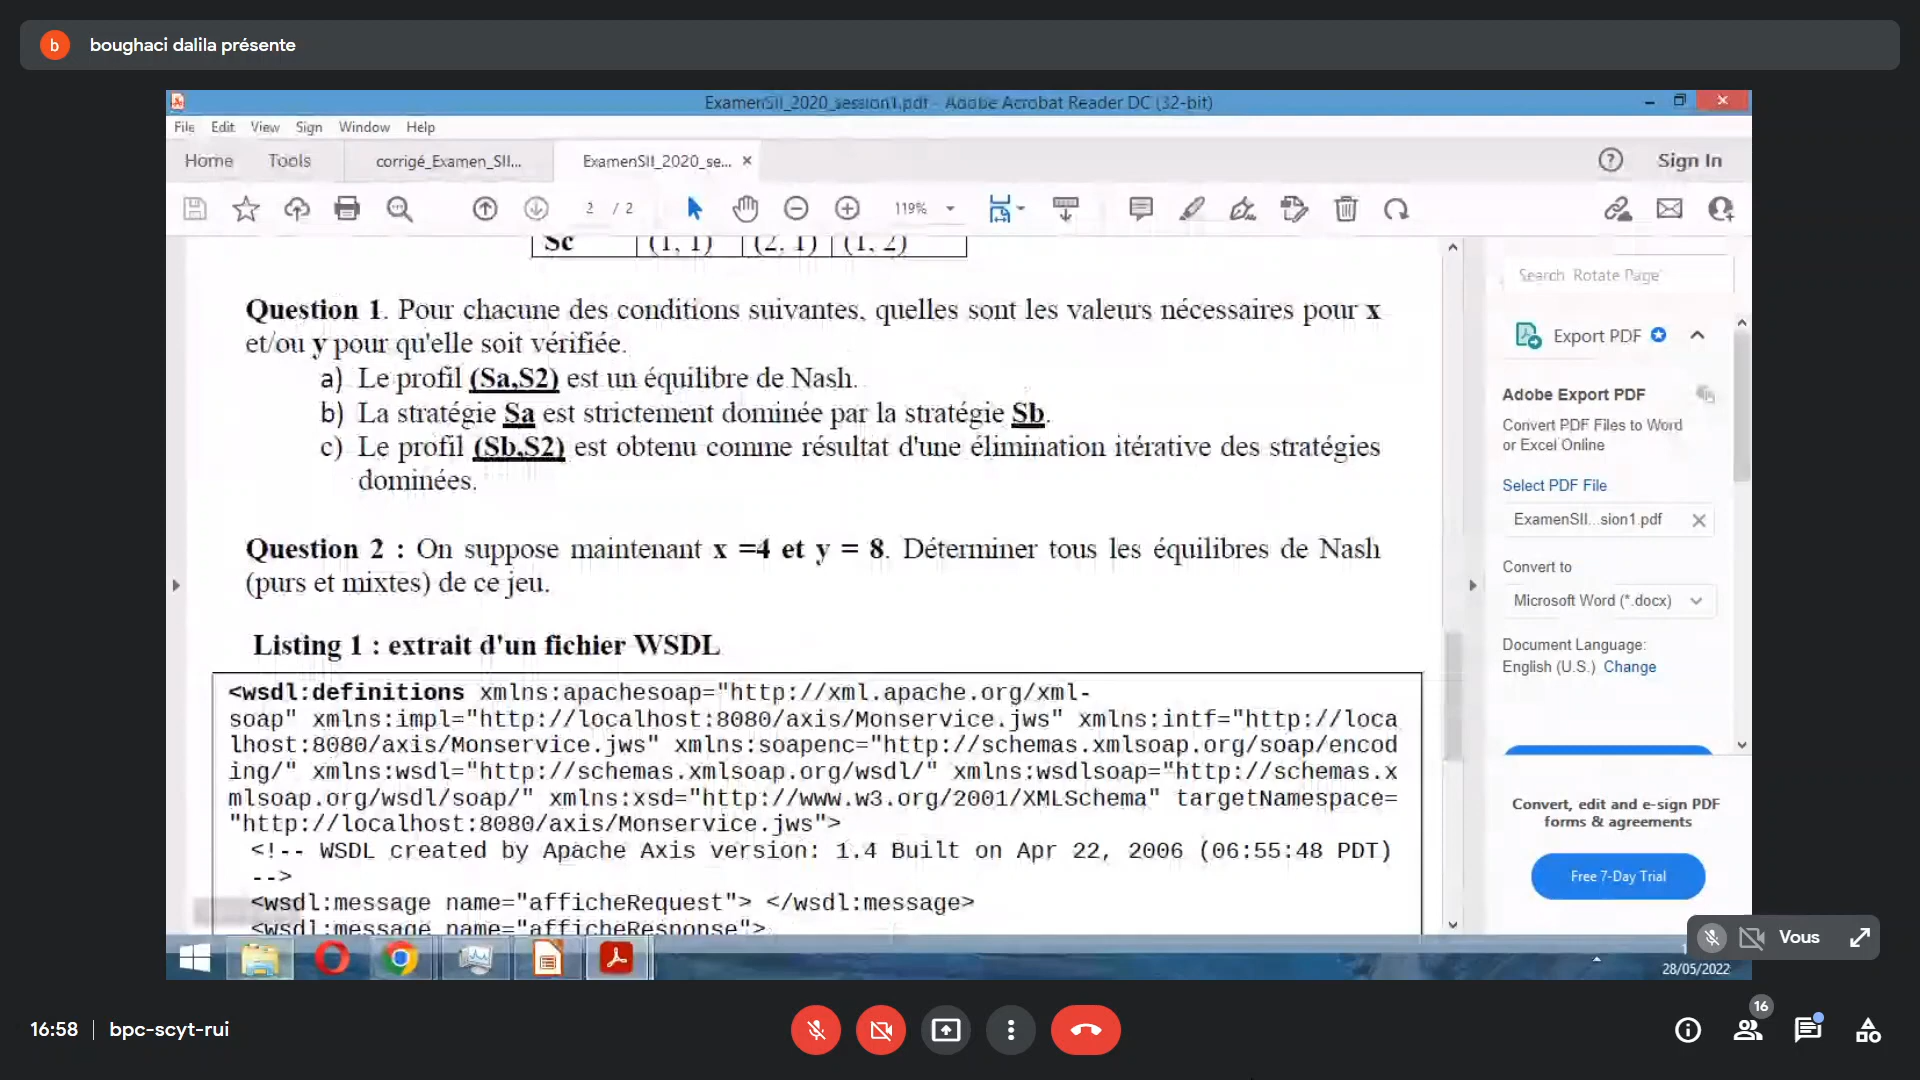 b
boughaci dalila présente
ExamenSII_2020_session1.pdf - Adobe Acrobat Reader DC (32-bit)
File Edit View Sign Window Help
Home Tools corrigé_Examen_SII... ExamenSII_2020_se... × Sign In
2 / 2 119%
Sc (1, 1) (2, 1) (1, 2)
Question 1. Pour chacune des conditions suivantes, quelles sont les valeurs nécessaires pour x
et/ou y pour qu'elle soit vérifiée.
a) Le profil (Sa,S2) est un équilibre de Nash.
b) La stratégie Sa est strictement dominée par la stratégie Sb.
c) Le profil (Sb,S2) est obtenu comme résultat d'une élimination itérative des stratégies
dominées.
Question 2 : On suppose maintenant x =4 et y = 8. Déterminer tous les équilibres de Nash
(purs et mixtes) de ce jeu.
Listing 1 : extrait d'un fichier WSDL
<wsdl:definitions xmlns:apachesoap="http://xml.apache.org/xml-
soap" xmlns:impl="http://localhost:8080/axis/Monservice.jws" xmlns:intf="http://loca
lhost:8080/axis/Monservice.jws" xmlns:soapenc="http://schemas.xmlsoap.org/soap/encod
ing/" xmlns:wsdl="http://schemas.xmlsoap.org/wsdl/" xmlns:wsdlsoap="http://schemas.x
mlsoap.org/wsdl/soap/" xmlns:xsd="http://www.w3.org/2001/XMLSchema" targetNamespace=
"http://localhost:8080/axis/Monservice.jws">
<!-- WSDL created by Apache Axis version: 1.4 Built on Apr 22, 2006 (06:55:48 PDT)
-->
<wsdl:message name="afficheRequest"> </wsdl:message>
<wsdl:message name="afficheResponse">
Search 'Rotate Page'
Export PDF
Adobe Export PDF
Convert PDF Files to Word
or Excel Online
Select PDF File
ExamenSII...sion1.pdf
Convert to
Microsoft Word (*.docx)
Document Language:
English (U.S.) Change
Convert, edit and e-sign PDF
forms & agreements
Free 7-Day Trial
Vous
28/05/2022
16:58 | bpc-scyt-rui
16